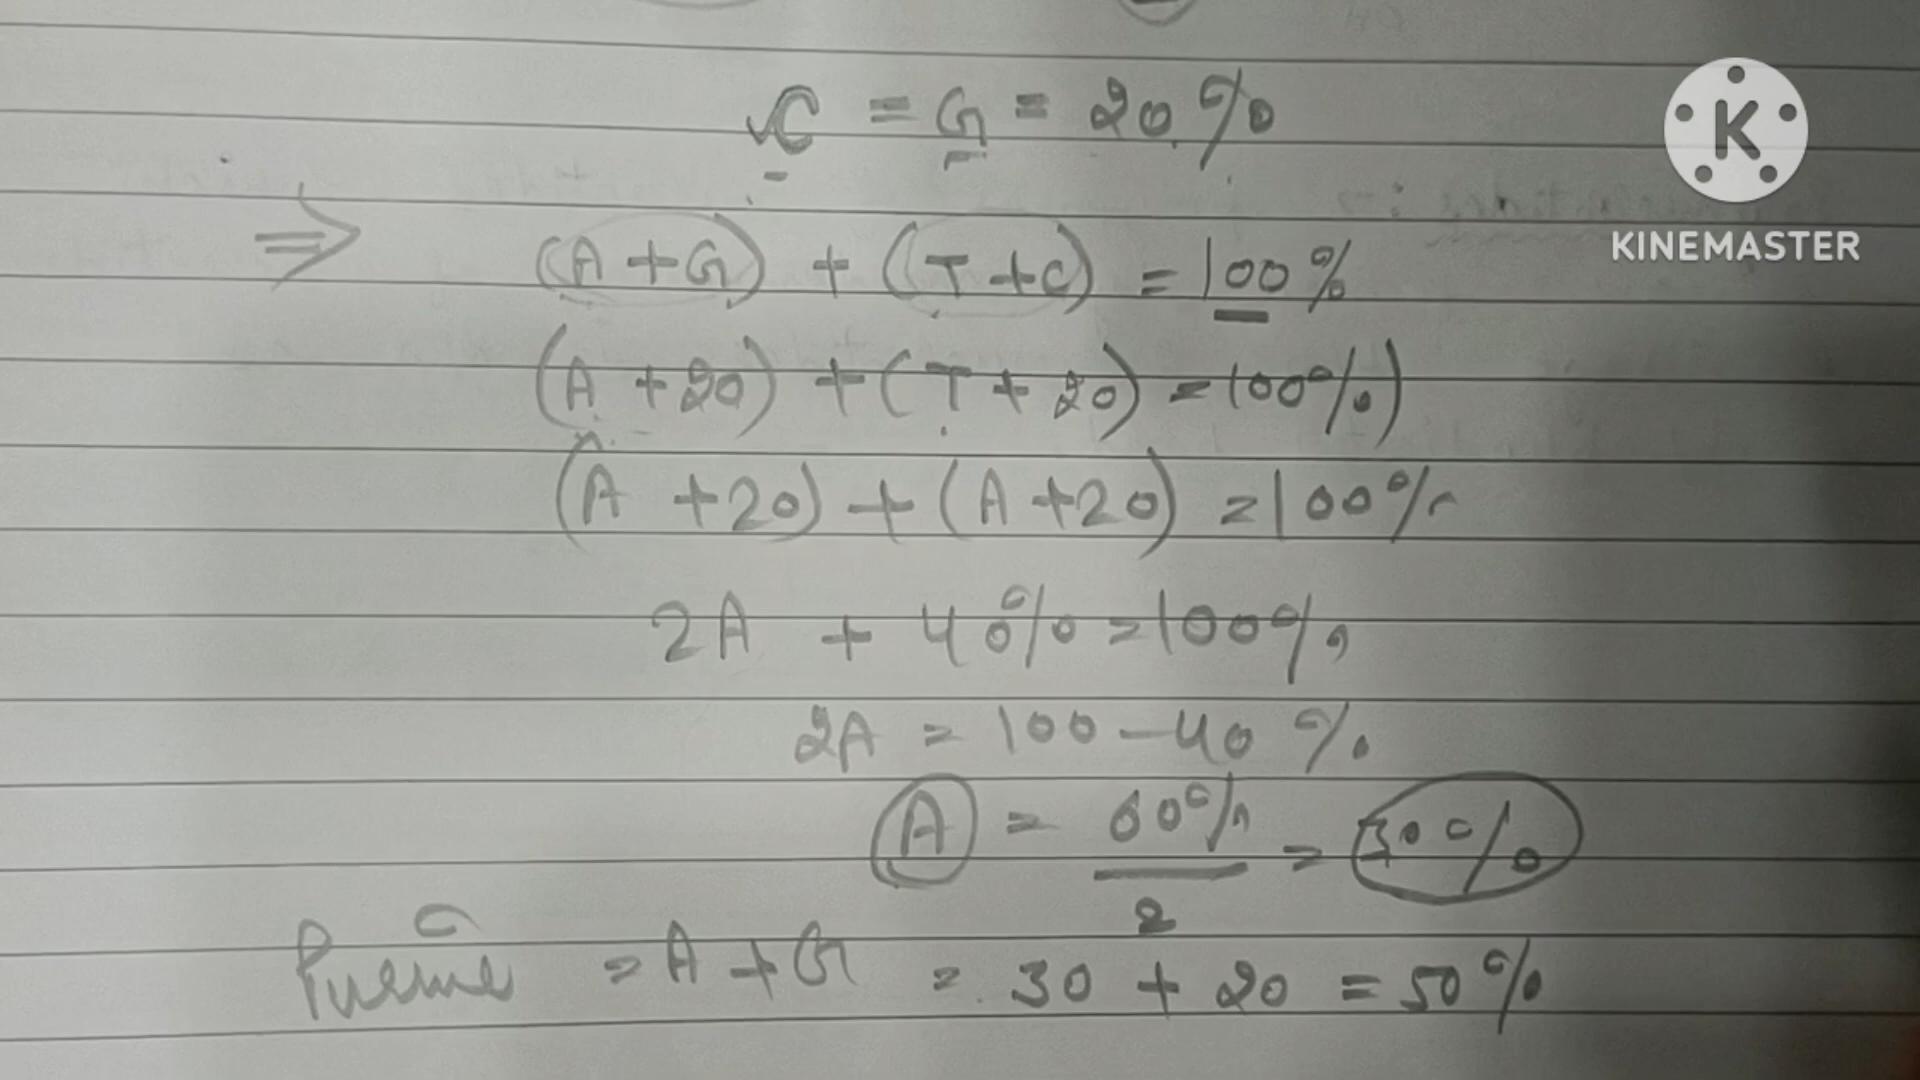 C = G = 20%
KINEMASTER
⇒ (A+G) + (T+C) = 100%
(A +20) + (T+20) = 100%)
(A +20) + (A+20) = 100%
2A + 40% = 100%
2A = 100 - 40 %
A = 60% / 2 = 30%
= A + G = 30 + 20 = 50%